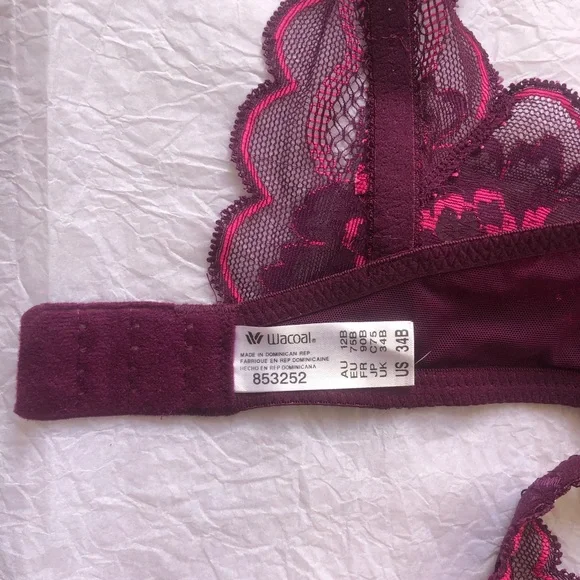 Wacoal®
MADE IN DOMINICAN REP
FABRIQUE EN REP DOMINICAINE
HECHO EN REP DOMINICANA
853252
AU 12B
EU 75B
FR 90B
JP C75
UK 34B
US 34B